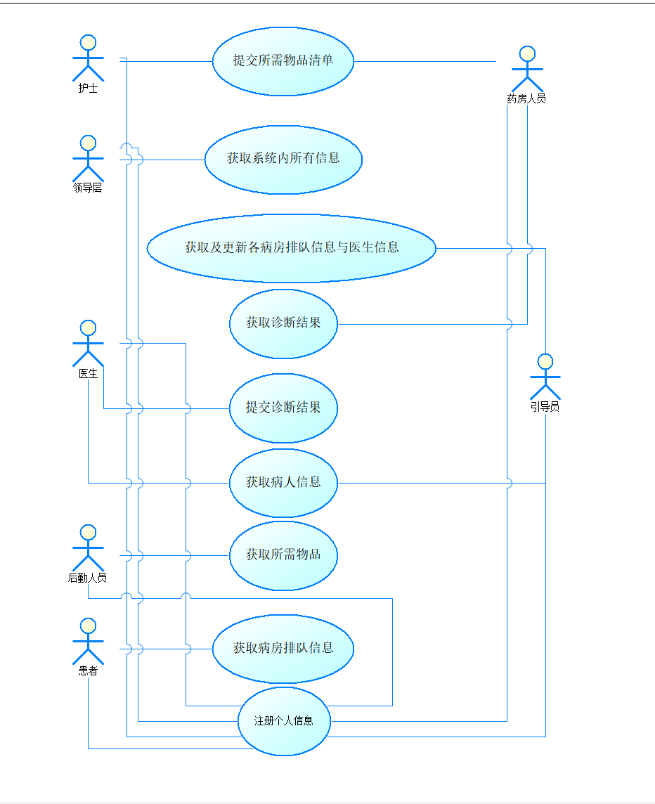 提交所需物品清单
护士
药房人员
获取系统内所有信息
领导层
获取及更新各病房排队信息与医生信息
获取诊断结果
医生
提交诊断结果
引导员
获取病人信息
获取所需物品
后勤人员
获取病房排队信息
患者
注册个人信息